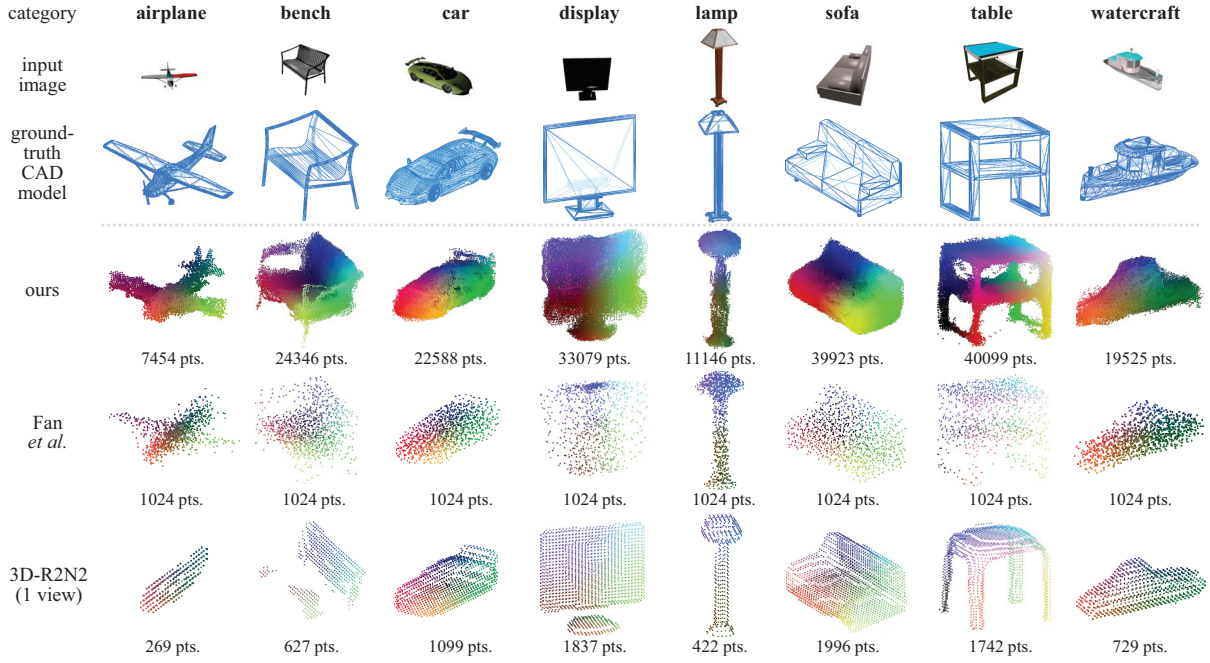 category airplane bench car display lamp sofa table watercraft
input
image
ground-
truth
CAD
model
ours
7454 pts. 24346 pts. 22588 pts. 33079 pts. 11146 pts. 39923 pts. 40099 pts. 19525 pts.
Fan
et al.
1024 pts. 1024 pts. 1024 pts. 1024 pts. 1024 pts. 1024 pts. 1024 pts. 1024 pts.
3D-R2N2
(1 view)
269 pts. 627 pts. 1099 pts. 1837 pts. 422 pts. 1996 pts. 1742 pts. 729 pts.